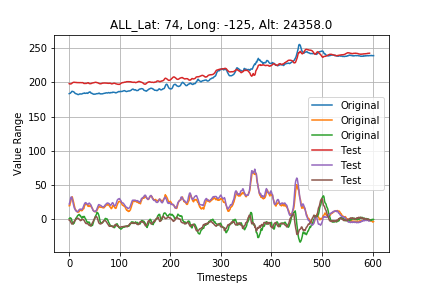 ALL_Lat: 74, Long: -125, Alt: 24358.0
Value Range
250
200
150
100
50
0
Original
Original
Original
Test
Test
Test
0
100
200
300
400
500
600
Timesteps